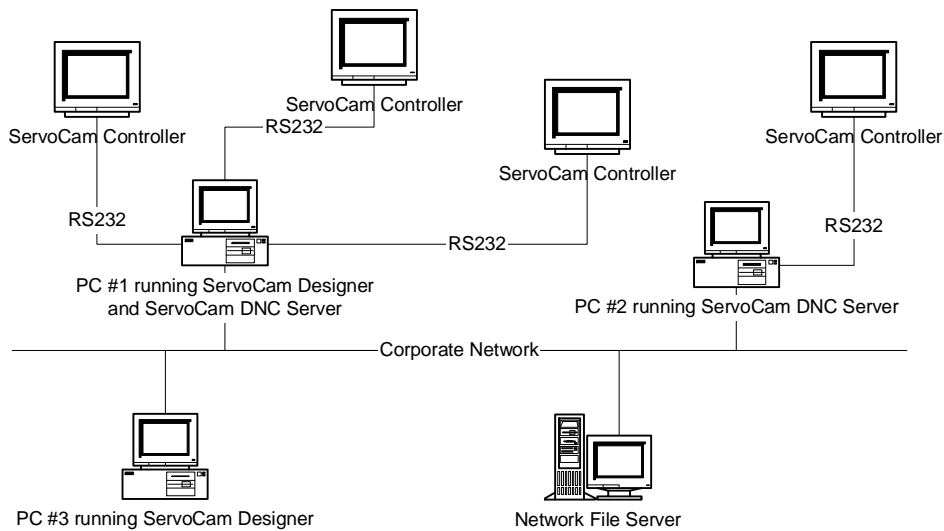 ServoCam Controller
RS232
ServoCam Controller
RS232
ServoCam Controller
RS232
ServoCam Controller
RS232
PC #1 running ServoCam Designer
and ServoCam DNC Server
PC #2 running ServoCam DNC Server
Corporate Network
PC #3 running ServoCam Designer
Network File Server